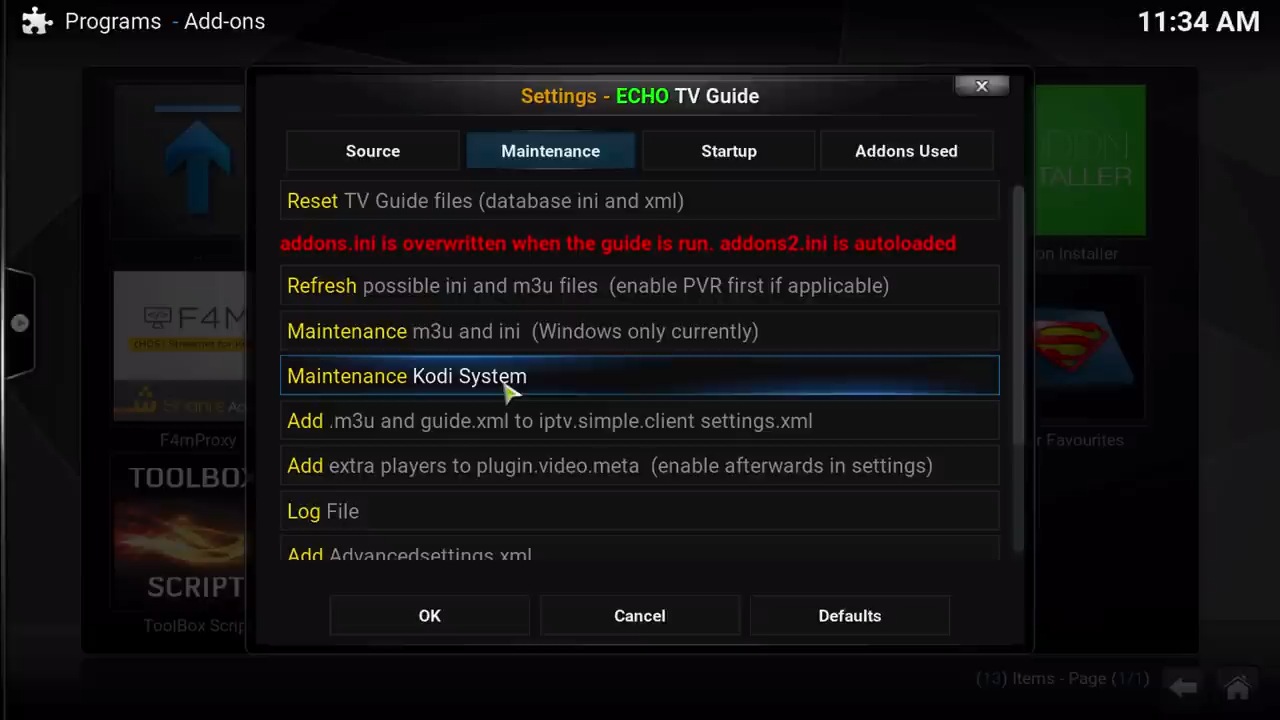 Programs - Add-ons
11:34 AM
Settings - ECHO TV Guide
Source
Maintenance
Startup
Addons Used
Reset TV Guide files (database ini and xml)
addons.ini is overwritten when the guide is run. addons2.ini is autoloaded
Refresh possible ini and m3u files (enable PVR first if applicable)
Maintenance m3u and ini (Windows only currently)
Maintenance Kodi System
Add .m3u and guide.xml to iptv.simple.client settings.xml
Add extra players to plugin.video.meta (enable afterwards in settings)
Log File
Add Advancedsettings.xml
OK
Cancel
Defaults
TALLER
on Installer
F4M
F4mProxy
r Favourites
TOOLBOX
SCRIPT
ToolBox Scrip
(13) Items - Page (1/1)